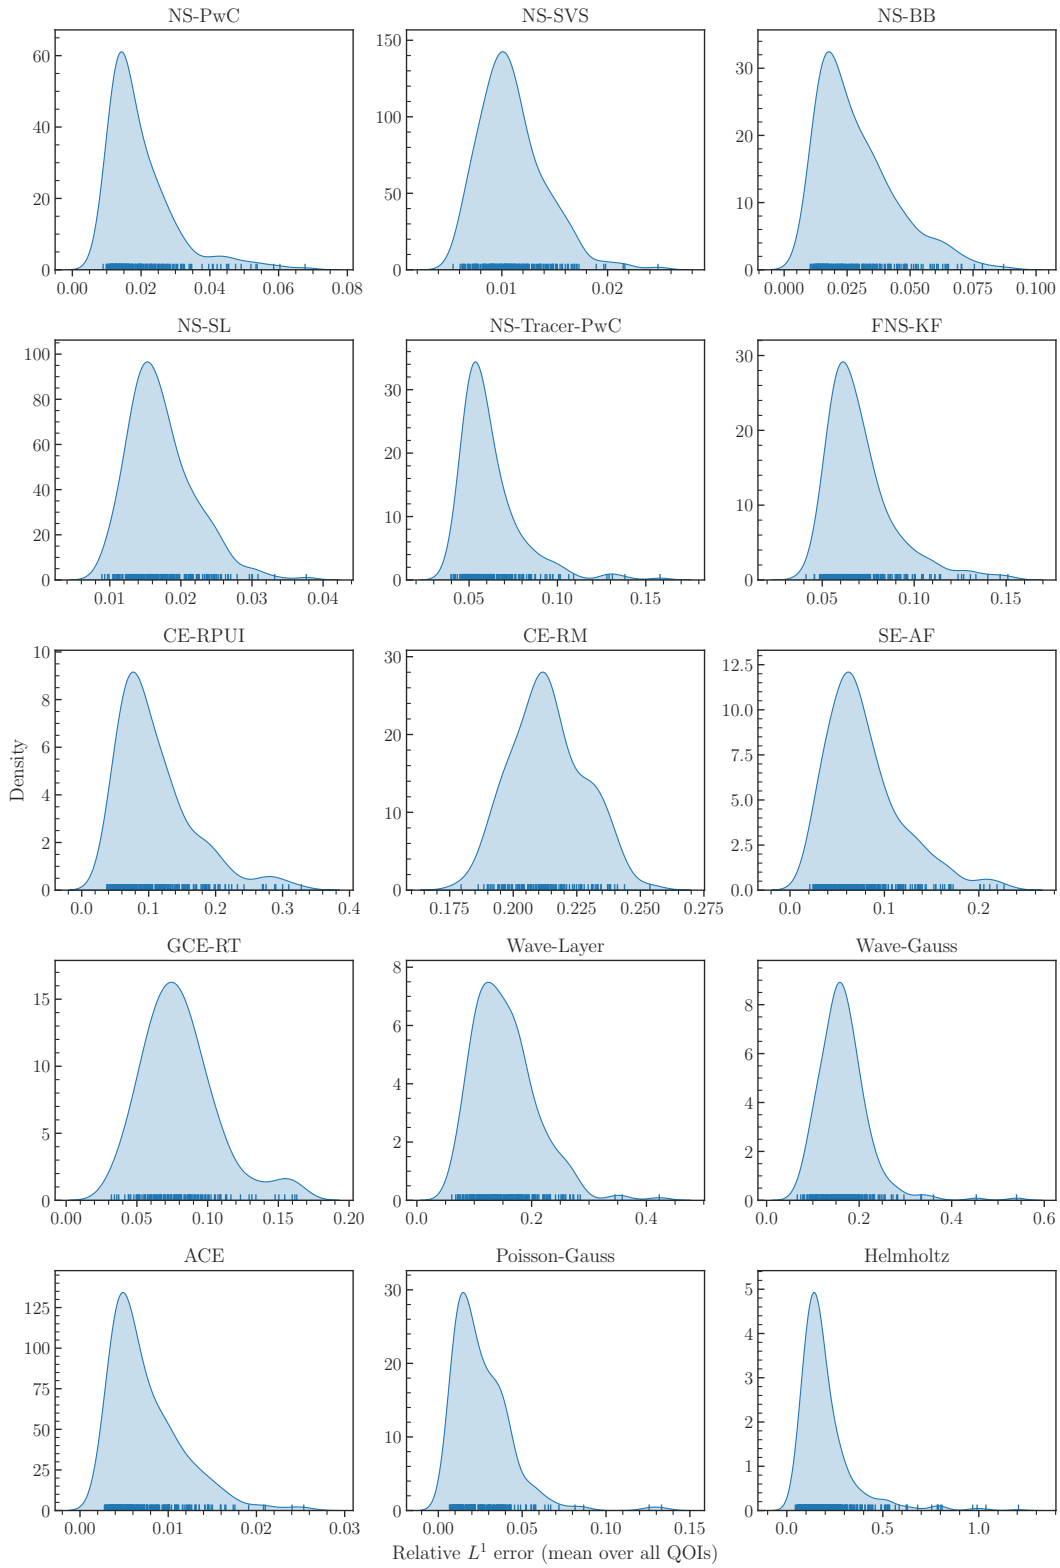 NS-PwC
NS-SVS
NS-BB
60
40
20
0
0.00 0.02 0.04 0.06 0.08
150
100
50
0
0.01 0.02
30
20
10
0
0.000 0.025 0.050 0.075 0.100
NS-SL
NS-Tracer-PwC
FNS-KF
100
80
60
40
20
0
0.01 0.02 0.03 0.04
30
20
10
0
0.05 0.10 0.15
30
20
10
0
0.05 0.10 0.15
CE-RPUI
CE-RM
SE-AF
Density
10
8
6
4
2
0
0.0 0.1 0.2 0.3 0.4
30
20
10
0
0.175 0.200 0.225 0.250 0.275
12.5
10.0
7.5
5.0
2.5
0.0
0.0 0.1 0.2
GCE-RT
Wave-Layer
Wave-Gauss
15
10
5
0
0.00 0.05 0.10 0.15 0.20
8
6
4
2
0
0.0 0.2 0.4
8
6
4
2
0
0.0 0.2 0.4 0.6
ACE
Poisson-Gauss
Helmholtz
125
100
75
50
25
0
0.00 0.01 0.02 0.03
30
20
10
0
0.00 0.05 0.10 0.15
5
4
3
2
1
0
0.0 0.5 1.0
Relative L¹ error (mean over all QOIs)